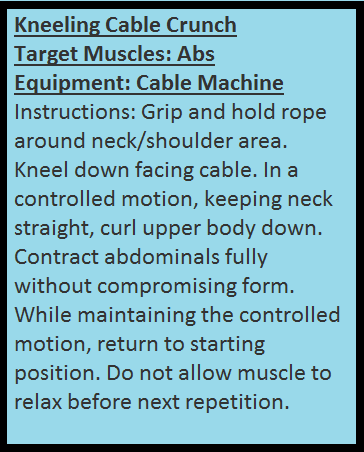 Kneeling Cable Crunch
Target Muscles: Abs
Equipment: Cable Machine
Instructions: Grip and hold rope
around neck/shoulder area.
Kneel down facing cable. In a
controlled motion, keeping neck
straight, curl upper body down.
Contract abdominals fully
without compromising form.
While maintaining the controlled
motion, return to starting
position. Do not allow muscle to
relax before next repetition.